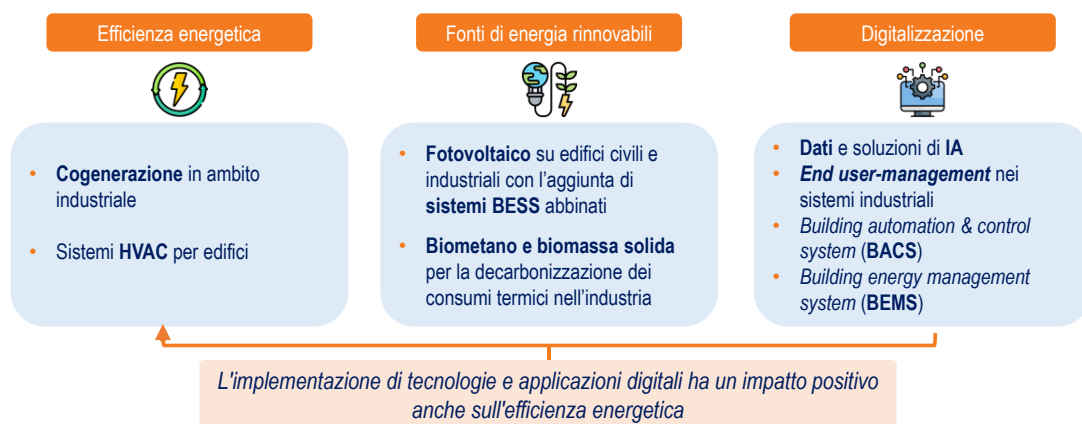 Efficienza energetica
Fonti di energia rinnovabili
Digitalizzazione
• Cogenerazione in ambito
industriale
• Sistemi HVAC per edifici
• Fotovoltaico su edifici civili e
industriali con l’aggiunta di
sistemi BESS abbinati
• Biometano e biomassa solida
per la decarbonizzazione dei
consumi termici nell’industria
• Dati e soluzioni di IA
• End user-management nei
sistemi industriali
• Building automation & control
system (BACS)
• Building energy management
system (BEMS)
L'implementazione di tecnologie e applicazioni digitali ha un impatto positivo
anche sull'efficienza energetica